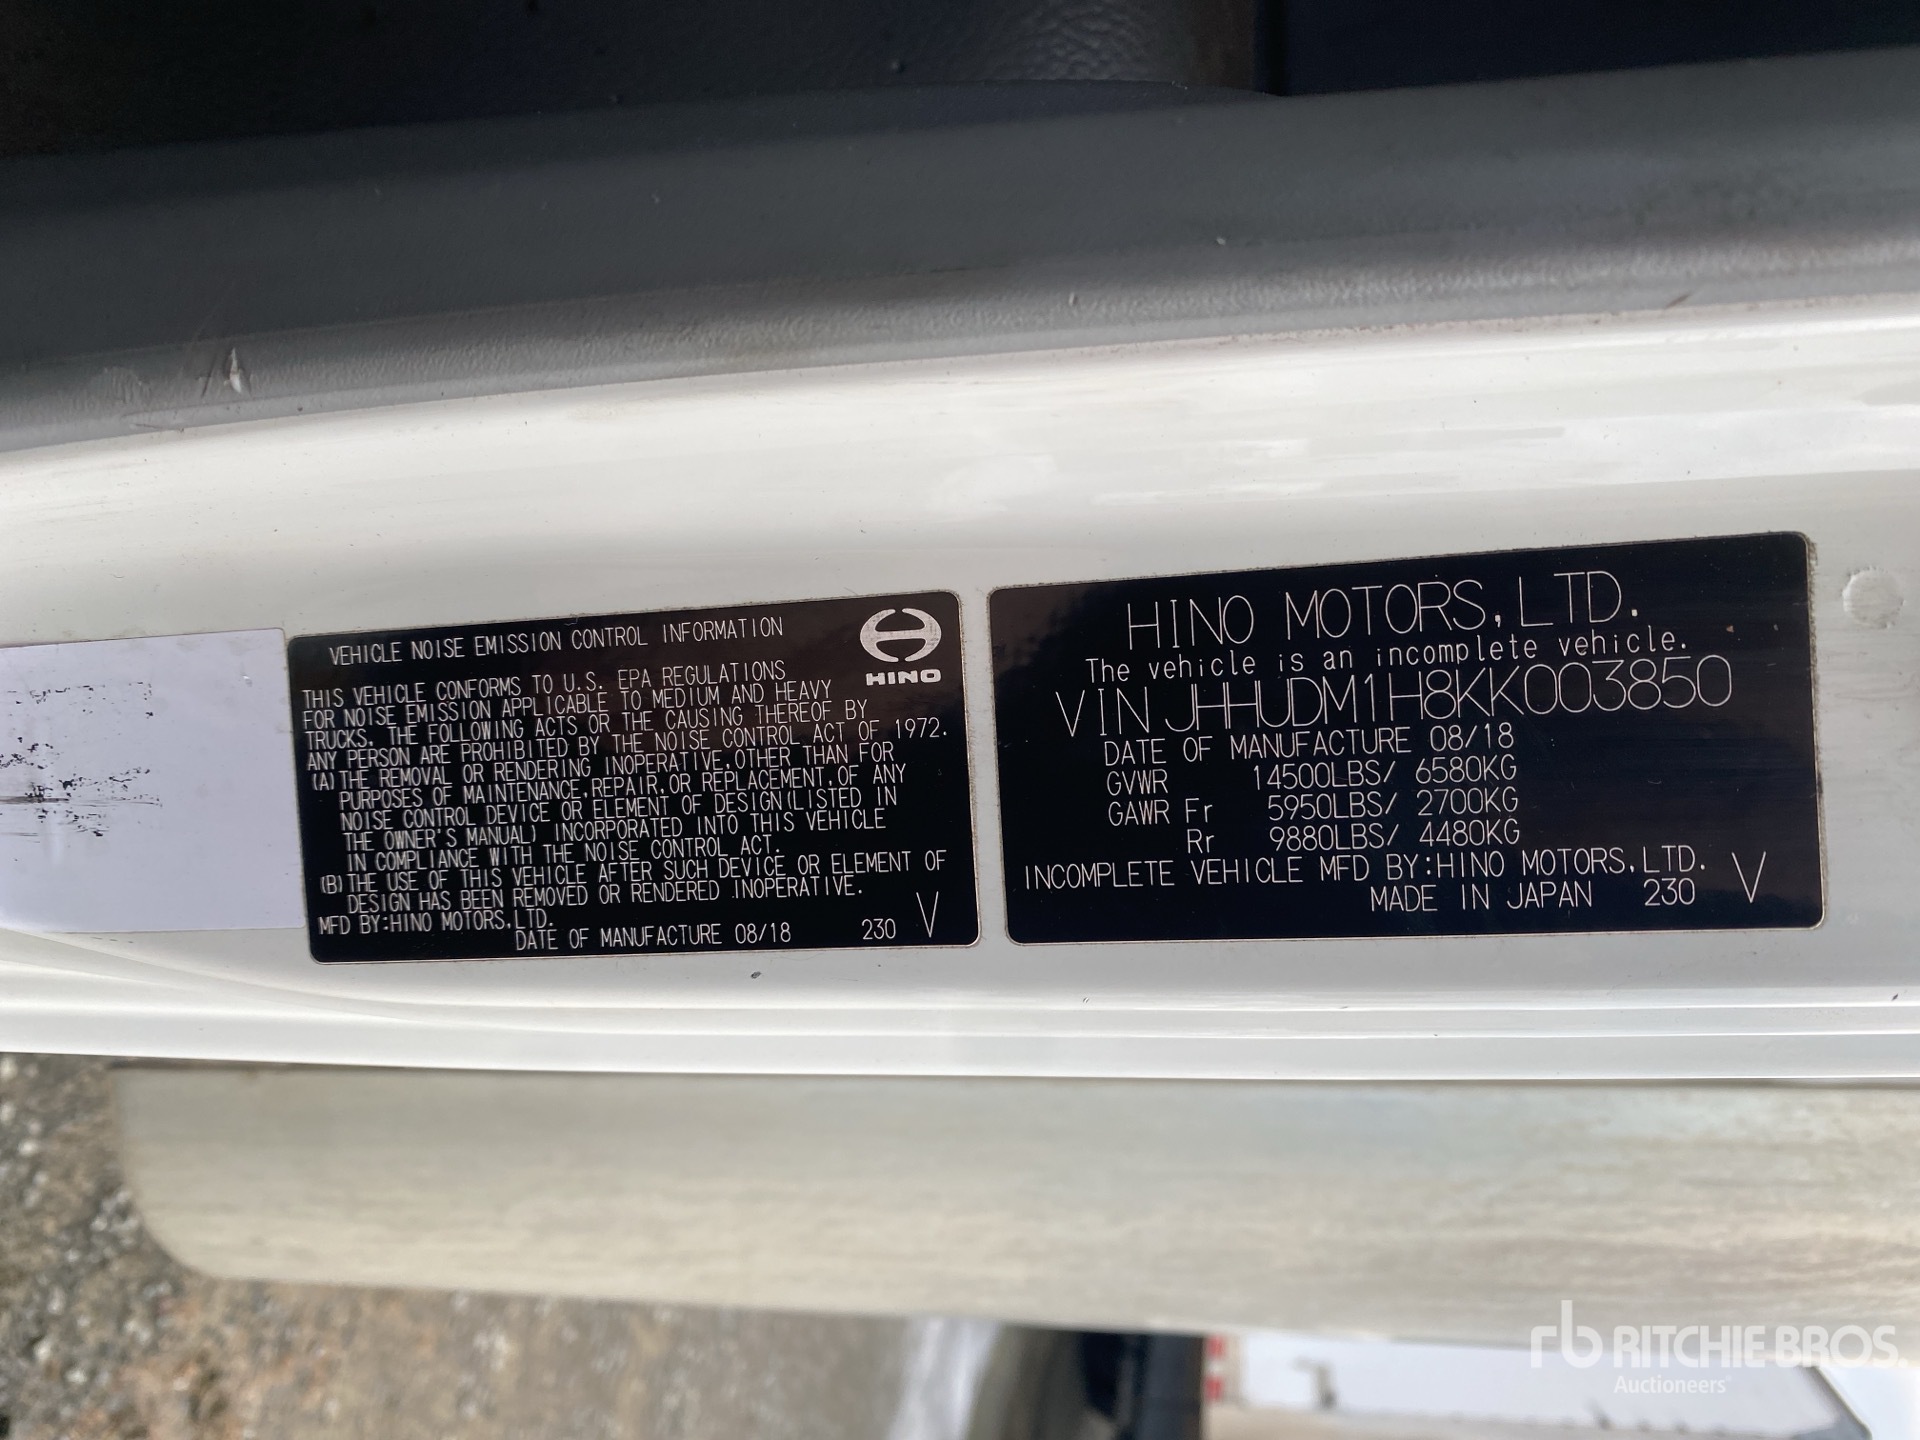 VEHICLE NOISE EMISSION CONTROL INFORMATION
HINO
THIS VEHICLE CONFORMS TO U.S. EPA REGULATIONS
FOR NOISE EMISSION APPLICABLE TO MEDIUM AND HEAVY
TRUCKS. THE FOLLOWING ACTS OR THE CAUSING THEREOF BY
ANY PERSON ARE PROHIBITED BY THE NOISE CONTROL ACT OF 1972.
(A) THE REMOVAL OR RENDERING INOPERATIVE, OTHER THAN FOR
PURPOSES OF MAINTENANCE, REPAIR, OR REPLACEMENT, OF ANY
NOISE CONTROL DEVICE OR ELEMENT OF DESIGN (LISTED IN
THE OWNER'S MANUAL) INCORPORATED INTO THIS VEHICLE
IN COMPLIANCE WITH THE NOISE CONTROL ACT.
(B) THE USE OF THIS VEHICLE AFTER SUCH DEVICE OR ELEMENT OF
DESIGN HAS BEEN REMOVED OR RENDERED INOPERATIVE.
MFD BY:HINO MOTORS,LTD.
DATE OF MANUFACTURE 08/18 230 V
HINO MOTORS, LTD.
The vehicle is an incomplete vehicle.
VIN JHHUDM1H8KK003850
DATE OF MANUFACTURE 08/18
GVWR 14500LBS/ 6580KG
GAWR Fr 5950LBS/ 2700KG
Rr 9880LBS/ 4480KG
INCOMPLETE VEHICLE MFD BY:HINO MOTORS,LTD.
MADE IN JAPAN 230 V
rb RITCHIE BROS.
Auctioneers